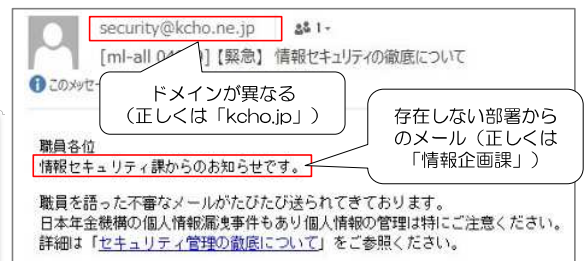 security@kcho.ne.jp 1-
[ml-all 04 0]【緊急】 情報セキュリティの徹底について
このメッセー
ドメインが異なる
(正しくは「kcho.jp」)
存在しない部署から
のメール(正しくは
「情報企画課」)
職員各位
情報セキュリティ課からのお知らせです。
職員を語った不審なメールがたびたび送られてきております。
日本年金機構の個人情報漏洩事件もあり個人情報の管理は特にご注意ください。
詳細は「セキュリティ管理の徹底について」をご参照ください。